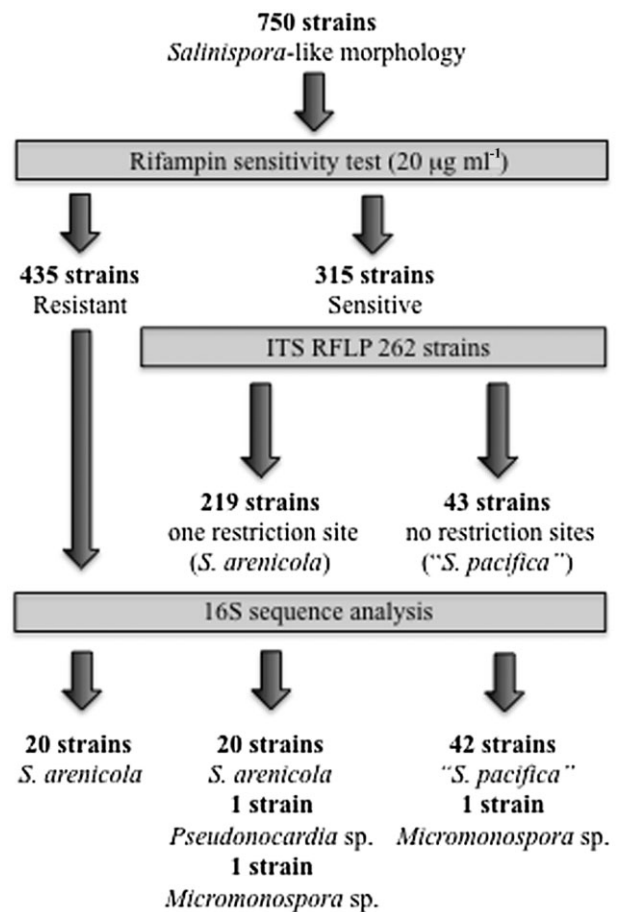 750 strains
Salinispora-like morphology
Rifampin sensitivity test (20 µg ml⁻¹)
435 strains
Resistant
315 strains
Sensitive
ITS RFLP 262 strains
219 strains
one restriction site
(S. arenicola)
43 strains
no restriction sites
(“S. pacifica”)
16S sequence analysis
20 strains
S. arenicola
20 strains
S. arenicola
1 strain
Pseudonocardia sp.
1 strain
Micromonospora sp.
42 strains
“S. pacifica”
1 strain
Micromonospora sp.